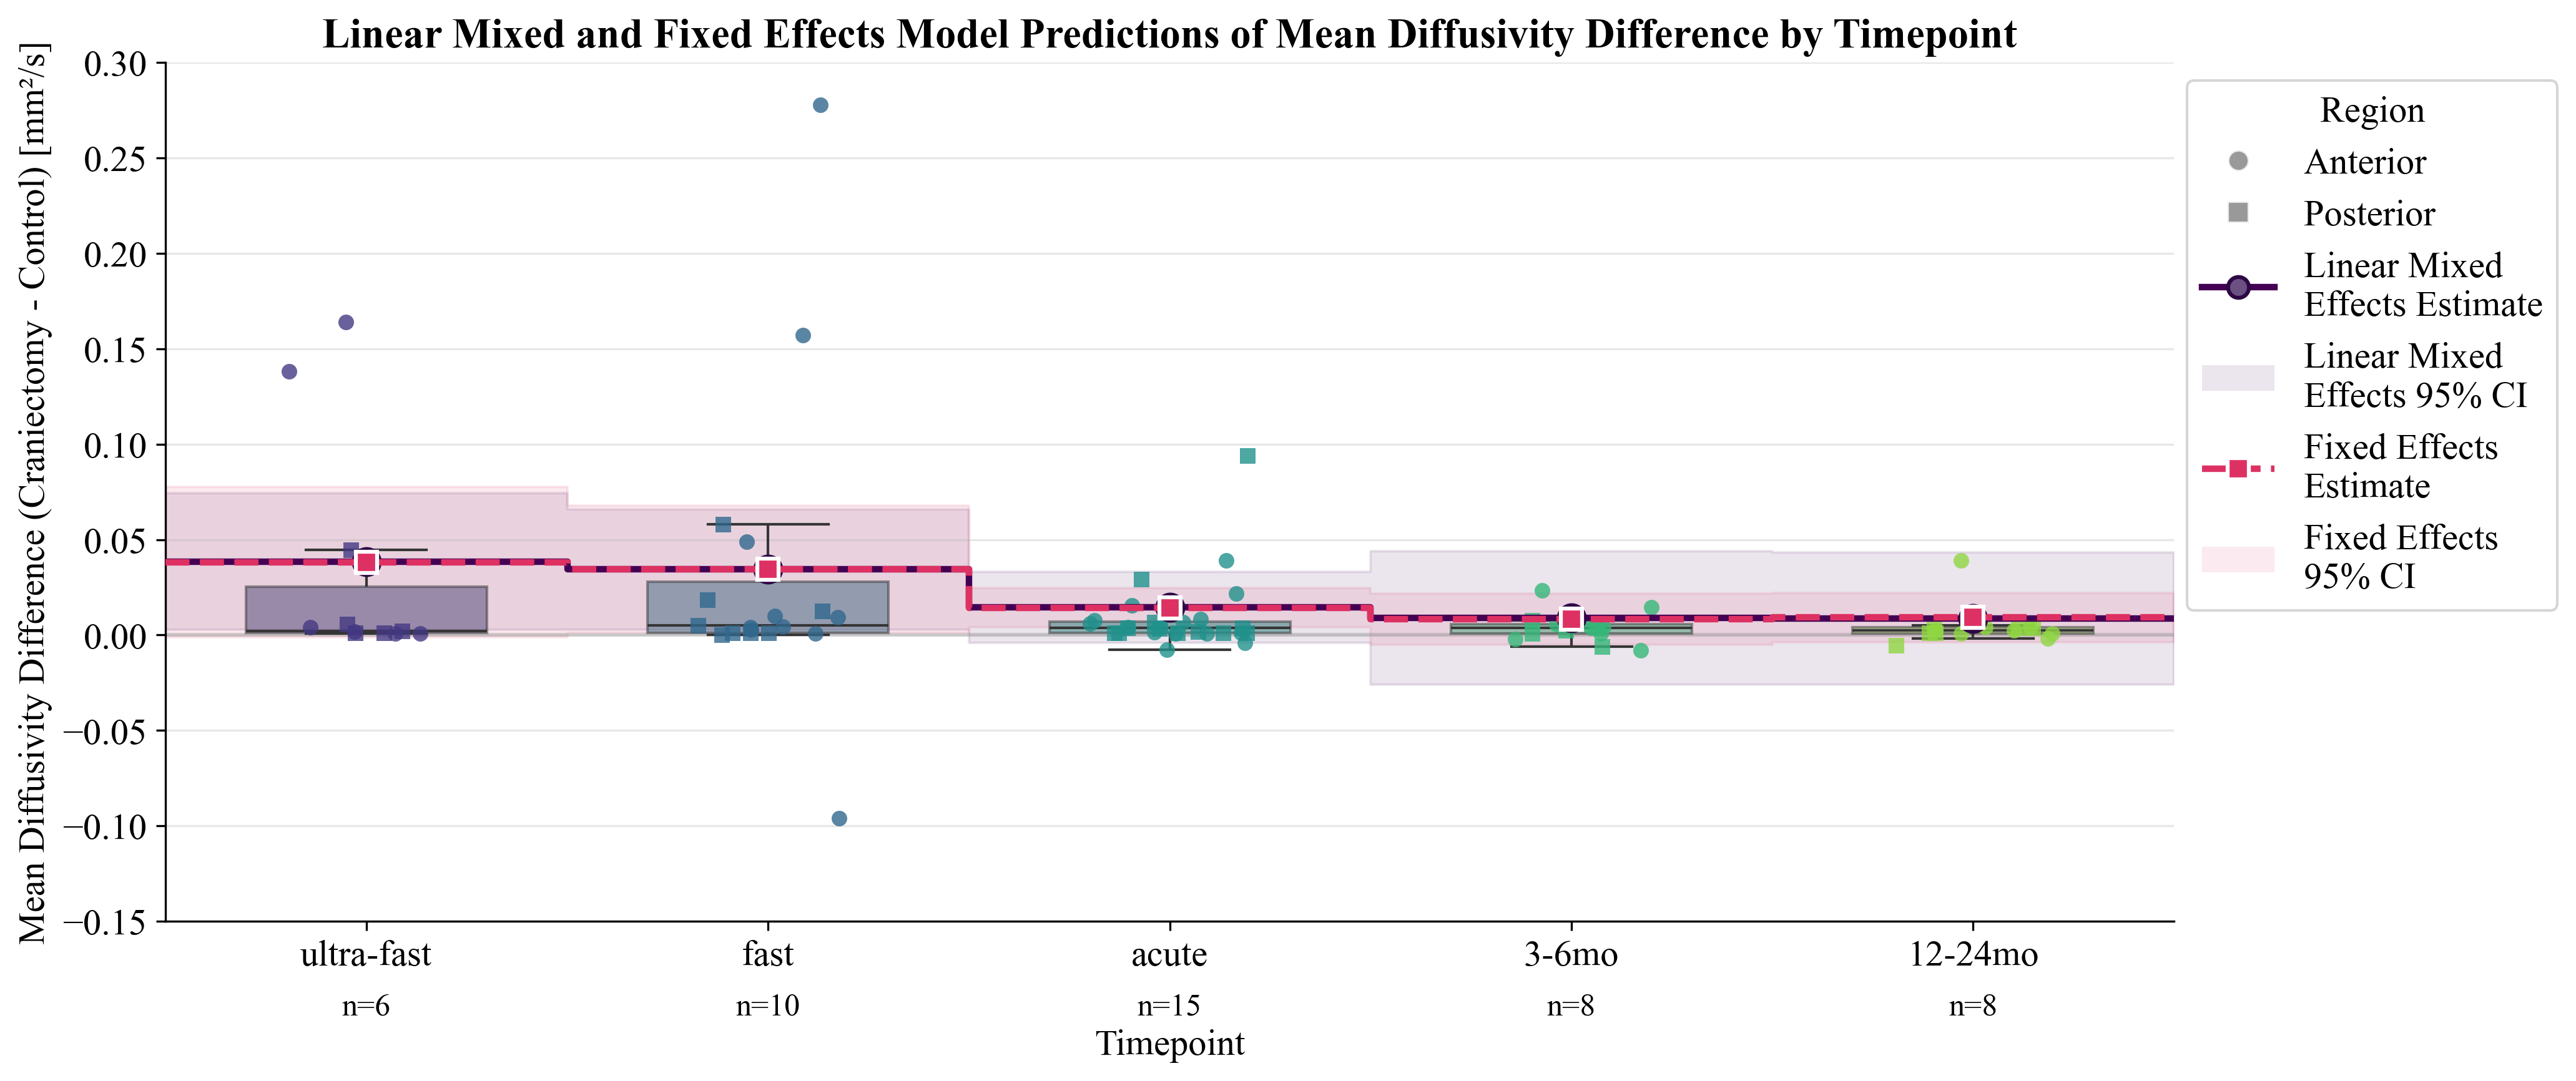 Linear Mixed and Fixed Effects Model Predictions of Mean Diffusivity Difference by Timepoint
Mean Diffusivity Difference (Craniectomy - Control) [mm²/s]
0.30
0.25
0.20
0.15
0.10
0.05
0.00
−0.05
−0.10
−0.15
ultra-fast
fast
acute
3-6mo
12-24mo
n=6
n=10
n=15
n=8
n=8
Timepoint
Region
Anterior
Posterior
Linear Mixed
Effects Estimate
Linear Mixed
Effects 95% CI
Fixed Effects
Estimate
Fixed Effects
95% CI